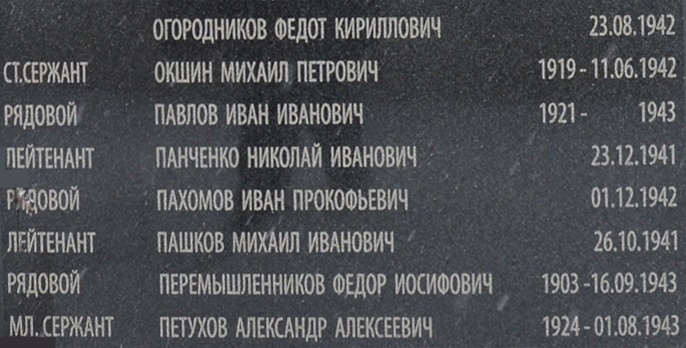 ОГОРОДНИКОВ ФЕДОТ КИРИЛЛОВИЧ 23.08.1942
СТ.СЕРЖАНТ ОКШИН МИХАИЛ ПЕТРОВИЧ 1919 - 11.06.1942
РЯДОВОЙ ПАВЛОВ ИВАН ИВАНОВИЧ 1921 - 1943
ЛЕЙТЕНАНТ ПАНЧЕНКО НИКОЛАЙ ИВАНОВИЧ 23.12.1941
РЯДОВОЙ ПАХОМОВ ИВАН ПРОКОФЬЕВИЧ 01.12.1942
ЛЕЙТЕНАНТ ПАШКОВ МИХАИЛ ИВАНОВИЧ 26.10.1941
РЯДОВОЙ ПЕРЕМЫШЛЕННИКОВ ФЕДОР ИОСИФОВИЧ 1903 -16.09.1943
МЛ. СЕРЖАНТ ПЕТУХОВ АЛЕКСАНДР АЛЕКСЕЕВИЧ 1924 - 01.08.1943